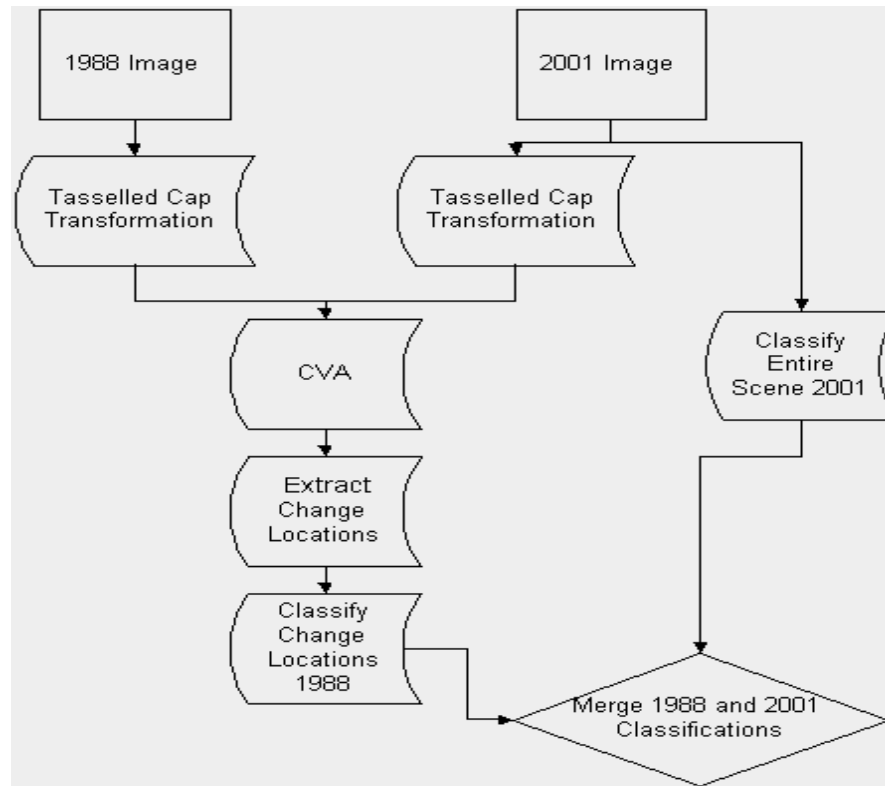 1988 Image
2001 Image
Tasselled Cap
Transformation
Tasselled Cap
Transformation
CVA
Classify
Entire
Scene 2001
Extract
Change
Locations
Classify
Change
Locations
1988
Merge 1988 and 2001
Classifications